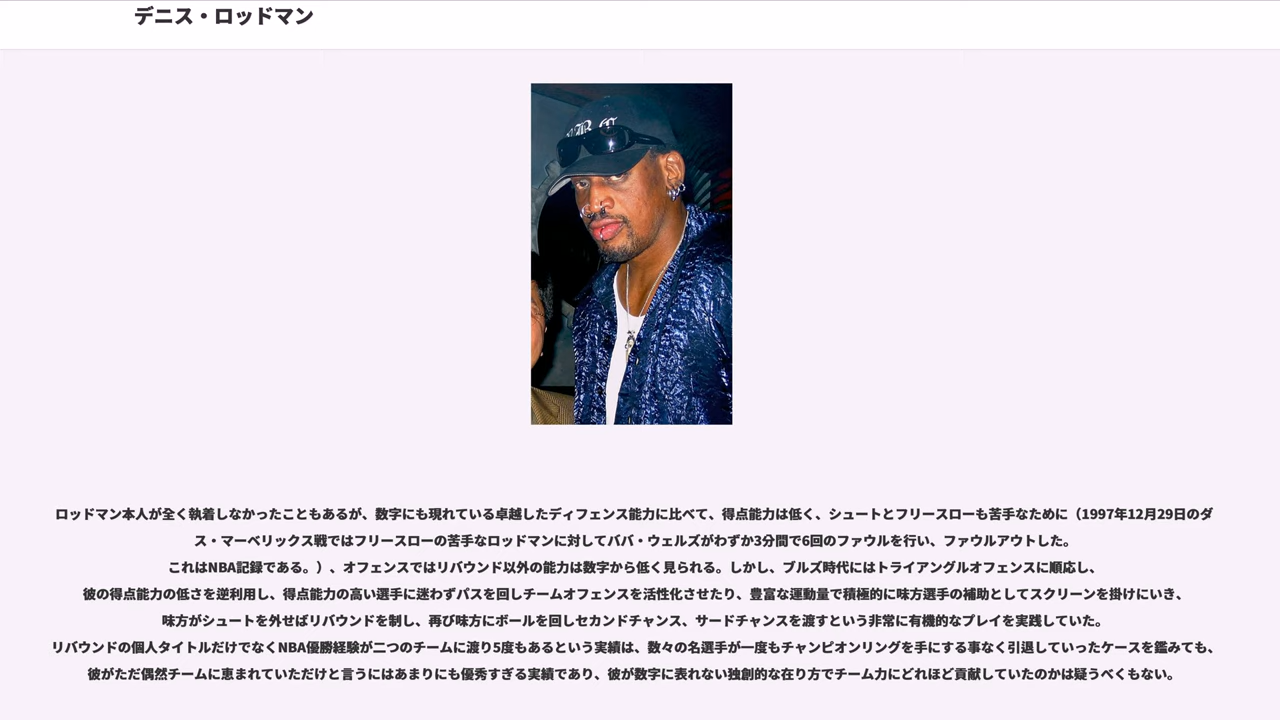 デニス・ロッドマン
ロッドマン本人が全く執着しなかったこともあるが、数字にも現れている卓越したディフェンス能力に比べて、得点能力は低く、シュートとフリースローも苦手なために（1997年12月29日のダ
ス・マーベリックス戦ではフリースローの苦手なロッドマンに対してババ・ウェルズがわずか3分間で6回のファウルを行い、ファウルアウトした。
これはNBA記録である。）、オフェンスではリバウンド以外の能力は数字から低く見られる。しかし、ブルズ時代にはトライアングルオフェンスに順応し、
彼の得点能力の低さを逆利用し、得点能力の高い選手に迷わずパスを回しチームオフェンスを活性化させたり、豊富な運動量で積極的に味方選手の補助としてスクリーンを掛けにいき、
味方がシュートを外せばリバウンドを制し、再び味方にボールを回しセカンドチャンス、サードチャンスを渡すという非常に有機的なプレイを実践していた。
リバウンドの個人タイトルだけでなくNBA優勝経験が二つのチームに渡り5度もあるという実績は、数々の名選手が一度もチャンピオンリングを手にする事なく引退していったケースを鑑みても、
彼がただ偶然チームに恵まれていただけと言うにはあまりにも優秀すぎる実績であり、彼が数字に表れない独創的な在り方でチーム力にどれほど貢献していたのかは疑うべくもない。